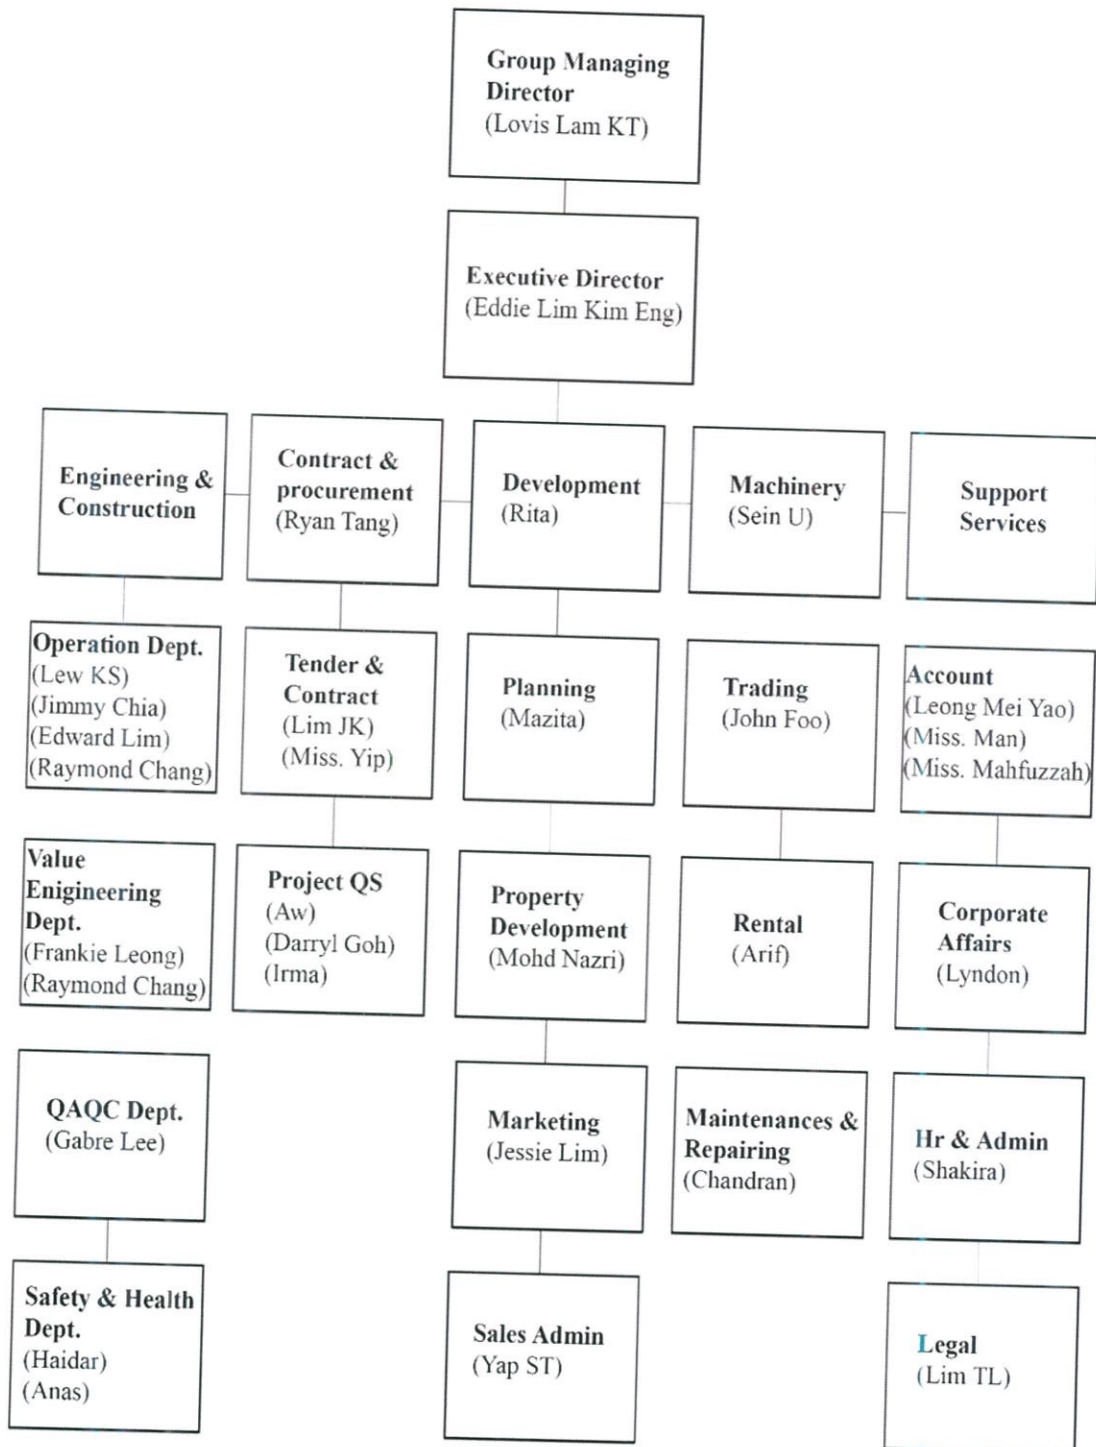 Group Managing
Director
(Lovis Lam KT)
Executive Director
(Eddie Lim Kim Eng)
Engineering &
Construction
Contract &
procurement
(Ryan Tang)
Development
(Rita)
Machinery
(Sein U)
Support
Services
Operation Dept.
(Lew KS)
(Jimmy Chia)
(Edward Lim)
(Raymond Chang)
Tender &
Contract
(Lim JK)
(Miss. Yip)
Planning
(Mazita)
Trading
(John Foo)
Account
(Leong Mei Yao)
(Miss. Man)
(Miss. Mahfuzzah)
Value
Enigineering
Dept.
(Frankie Leong)
(Raymond Chang)
Project QS
(Aw)
(Darryl Goh)
(Irma)
Property
Development
(Mohd Nazri)
Rental
(Arif)
Corporate
Affairs
(Lyndon)
QAQC Dept.
(Gabre Lee)
Marketing
(Jessie Lim)
Maintenances &
Repairing
(Chandran)
Hr & Admin
(Shakira)
Safety & Health
Dept.
(Haidar)
(Anas)
Sales Admin
(Yap ST)
Legal
(Lim TL)